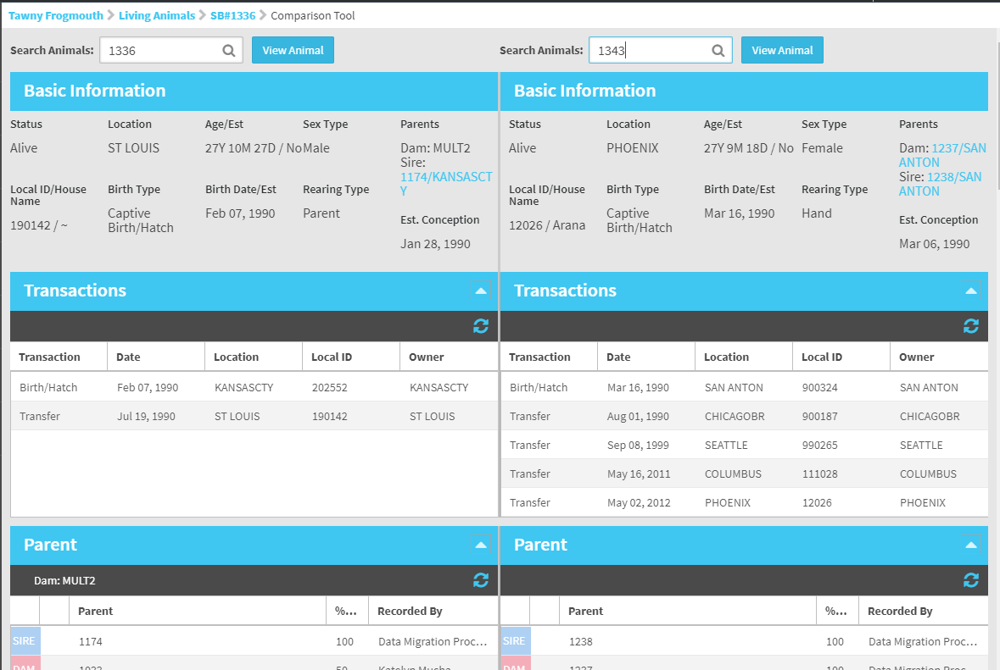 Tawny Frogmouth Living Animals SB#1336 Comparison Tool
Search Animals: 1336 View Animal
Search Animals: 1343 View Animal
Basic Information
Status Location Age/Est Sex Type Parents
Alive ST LOUIS 27Y 10M 27D / No Male Dam: MULT2
Sire:
1174/KANSASCT
Y
Local ID/House
Name
Birth Type Birth Date/Est Rearing Type
190142 / ~
Captive
Birth/Hatch
Feb 07, 1990 Parent
Est. Conception
Jan 28, 1990
Basic Information
Status Location Age/Est Sex Type Parents
Alive PHOENIX 27Y 9M 18D / No Female Dam: 1237/SAN
ANTON
Sire: 1238/SAN
ANTON
Local ID/House
Name
Birth Type Birth Date/Est Rearing Type
12026 / Arana
Captive
Birth/Hatch
Mar 16, 1990 Hand
Est. Conception
Mar 06, 1990
Transactions
Transaction Date Location Local ID Owner
Birth/Hatch Feb 07, 1990 KANSASCTY 202552 KANSASCTY
Transfer Jul 19, 1990 ST LOUIS 190142 ST LOUIS
Transactions
Transaction Date Location Local ID Owner
Birth/Hatch Mar 16, 1990 SAN ANTON 900324 SAN ANTON
Transfer Aug 01, 1990 CHICAGOBR 900187 CHICAGOBR
Transfer Sep 08, 1999 SEATTLE 990265 SEATTLE
Transfer May 16, 2011 COLUMBUS 111028 COLUMBUS
Transfer May 02, 2012 PHOENIX 12026 PHOENIX
Parent
Dam: MULT2
Parent %... Recorded By
SIRE 1174 100 Data Migration Proc...
DAM
Parent
Parent %... Recorded By
SIRE 1238 100 Data Migration Proc...
DAM 1237 100 Data Migration Proc...